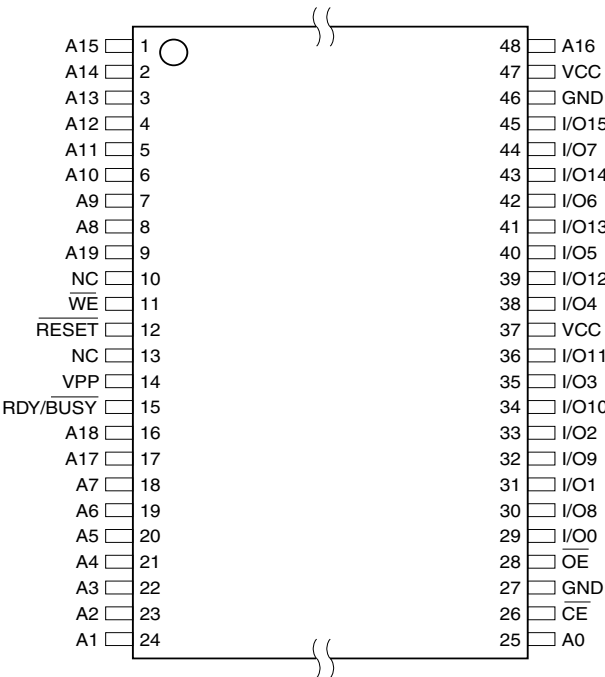 A15 1 48 A16
A14 2 47 VCC
A13 3 46 GND
A12 4 45 I/O15
A11 5 44 I/O7
A10 6 43 I/O14
A9 7 42 I/O6
A8 8 41 I/O13
A19 9 40 I/O5
NC 10 39 I/O12
WE 11 38 I/O4
RESET 12 37 VCC
NC 13 36 I/O11
VPP 14 35 I/O3
RDY/BUSY 15 34 I/O10
A18 16 33 I/O2
A17 17 32 I/O9
A7 18 31 I/O1
A6 19 30 I/O8
A5 20 29 I/O0
A4 21 28 OE
A3 22 27 GND
A2 23 26 CE
A1 24 25 A0